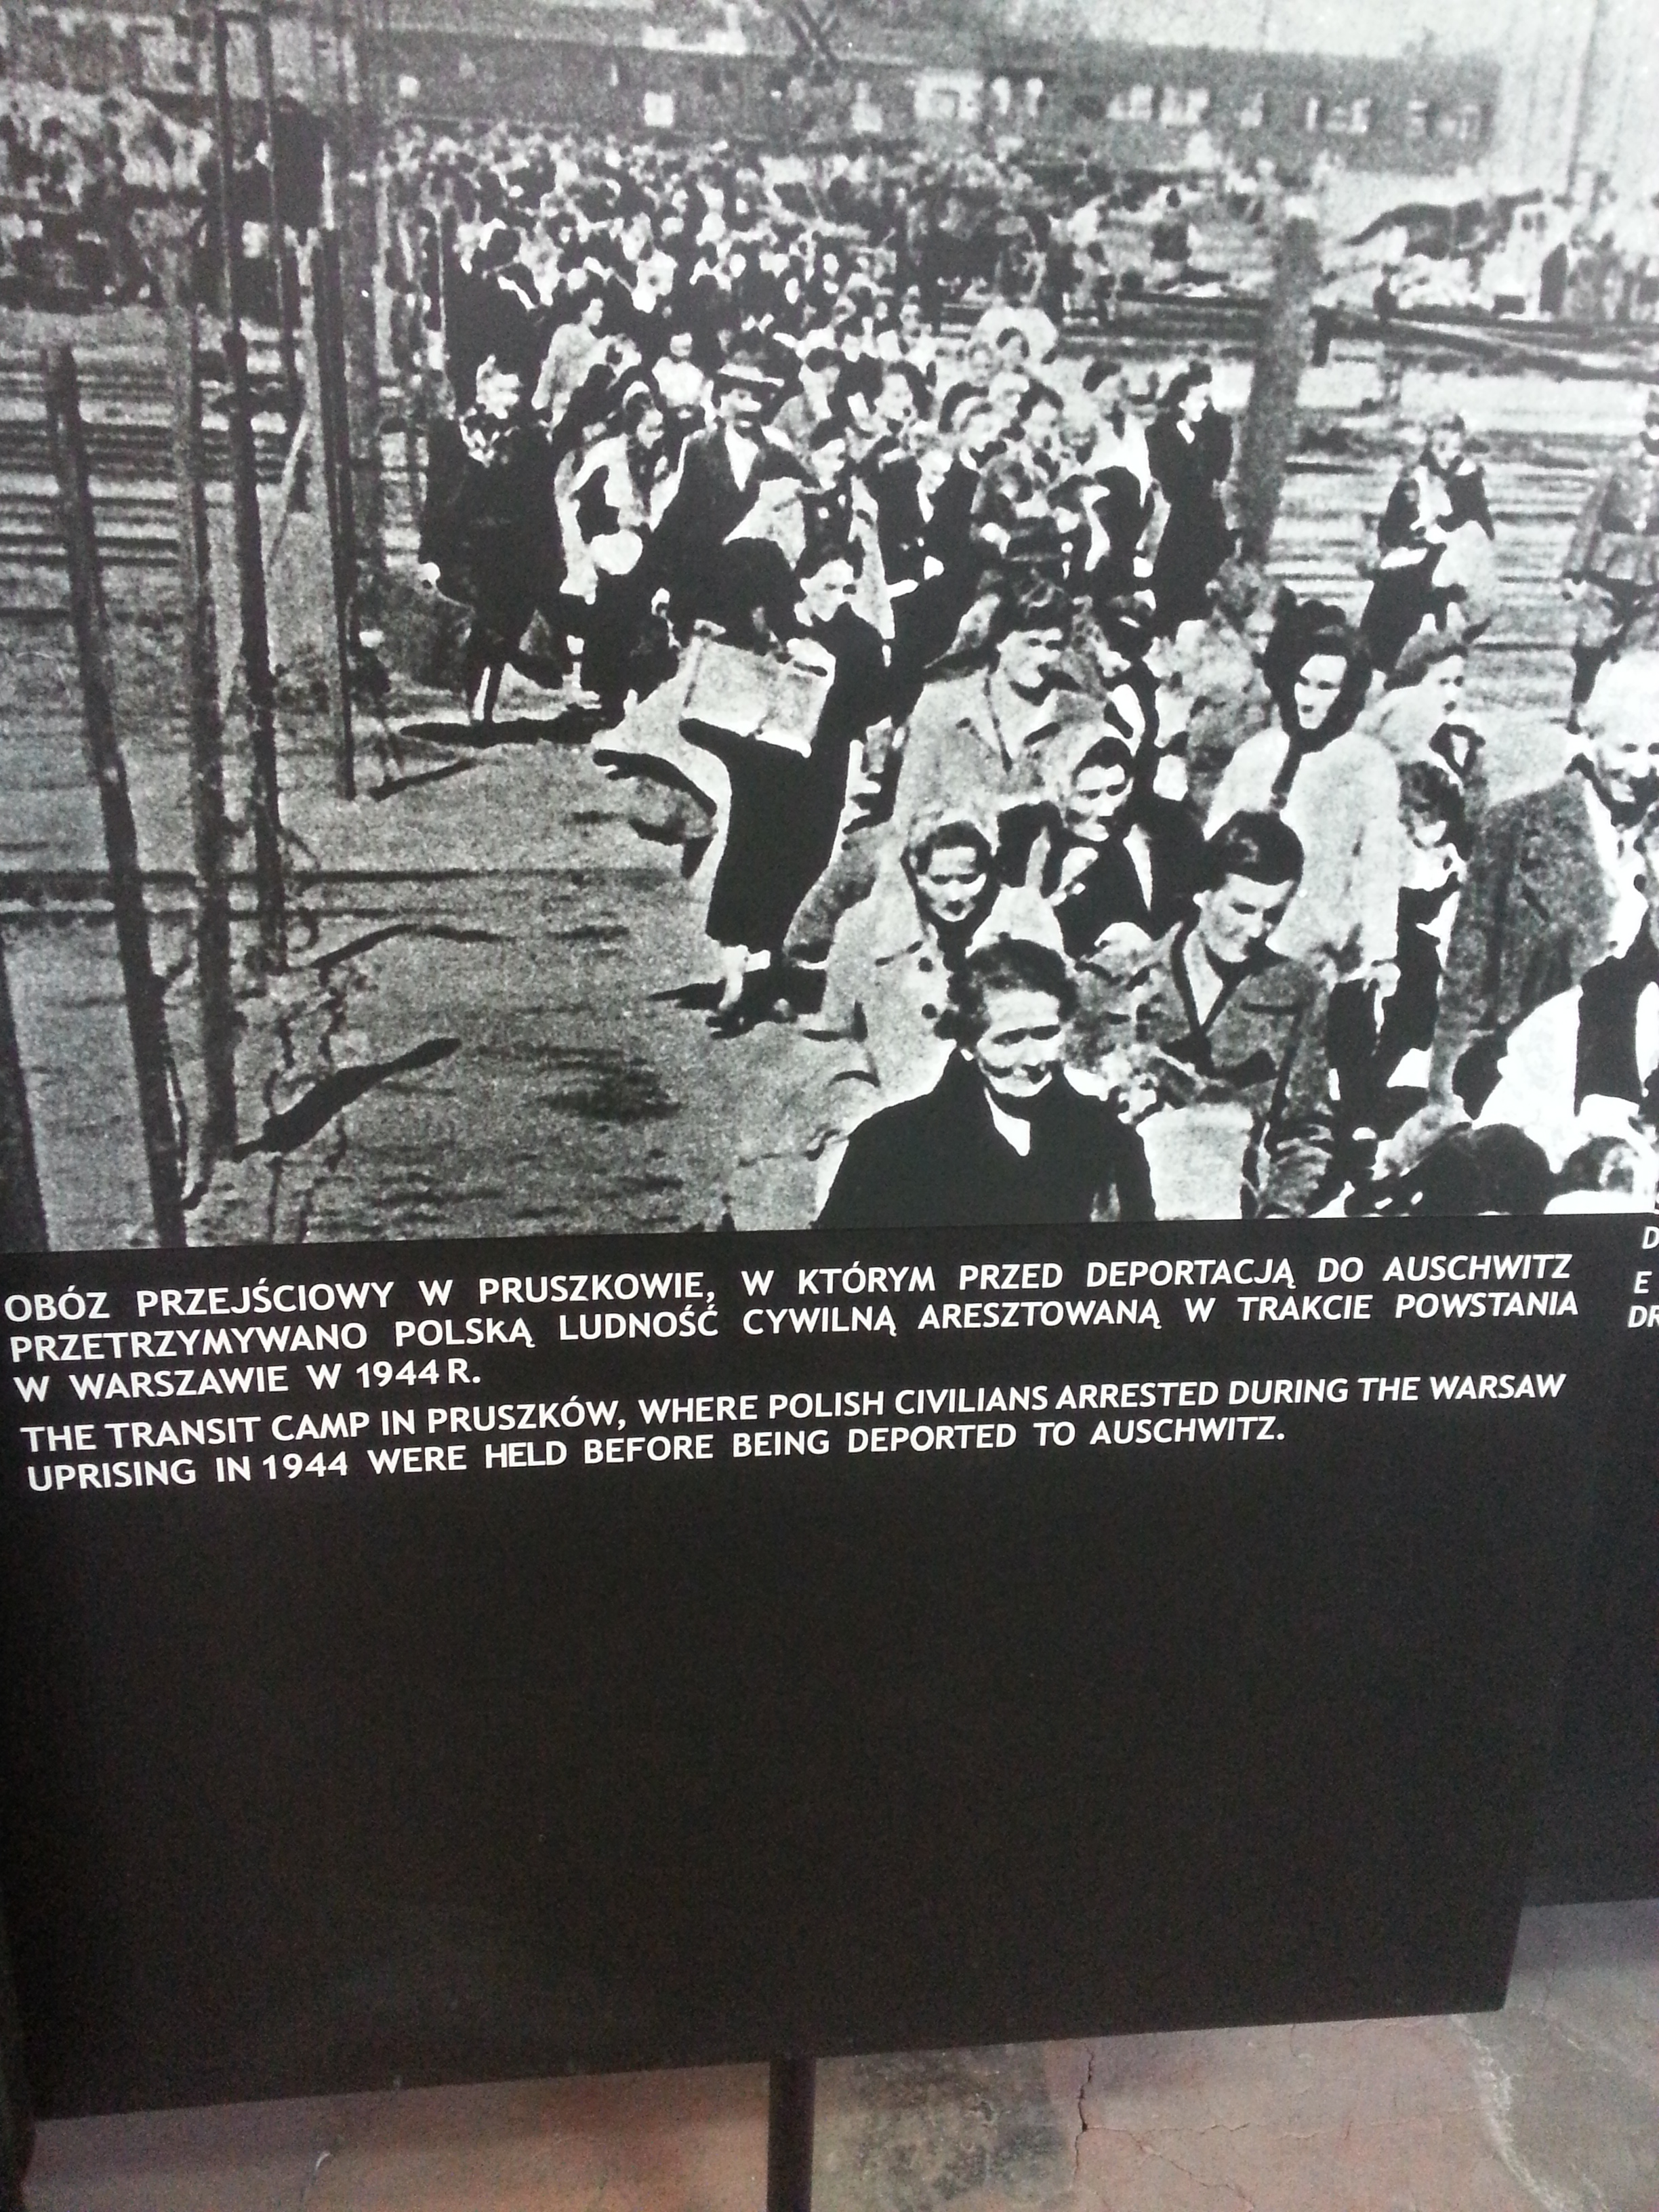 OBÓZ PRZEJŚCIOWY W PRUSZKOWIE, W KTÓRYM PRZED DEPORTACJĄ DO AUSCHWITZ
PRZETRZYMYWANO POLSKĄ LUDNOŚĆ CYWILNĄ ARESZTOWANĄ W TRAKCIE POWSTANIA
W WARSZAWIE W 1944 R.
THE TRANSIT CAMP IN PRUSZKÓW, WHERE POLISH CIVILIANS ARRESTED DURING THE WARSAW
UPRISING IN 1944 WERE HELD BEFORE BEING DEPORTED TO AUSCHWITZ.